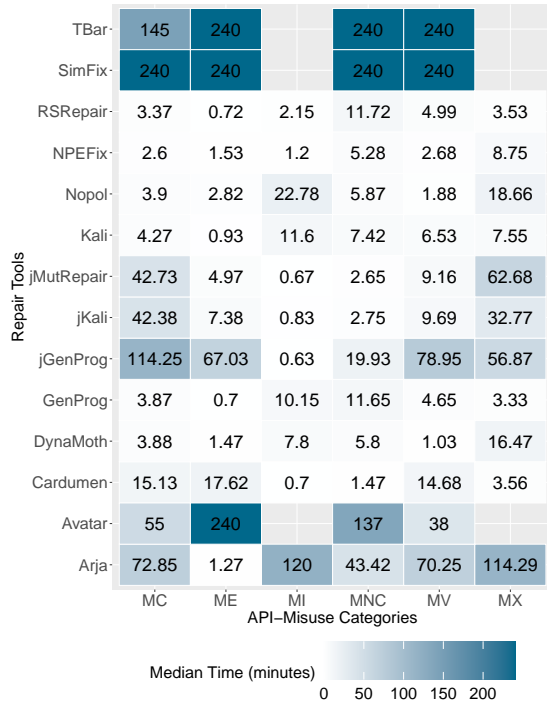 TBar 145 240 240 240
SimFix 240 240 240 240
RSRepair 3.37 0.72 2.15 11.72 4.99 3.53
NPEFix 2.6 1.53 1.2 5.28 2.68 8.75
Nopol 3.9 2.82 22.78 5.87 1.88 18.66
Kali 4.27 0.93 11.6 7.42 6.53 7.55
jMutRepair 42.73 4.97 0.67 2.65 9.16 62.68
jKali 42.38 7.38 0.83 2.75 9.69 32.77
jGenProg 114.25 67.03 0.63 19.93 78.95 56.87
GenProg 3.87 0.7 10.15 11.65 4.65 3.33
DynaMoth 3.88 1.47 7.8 5.8 1.03 16.47
Cardumen 15.13 17.62 0.7 1.47 14.68 3.56
Avatar 55 240 137 38
Arja 72.85 1.27 120 43.42 70.25 114.29
MC ME MI MNC MV MX
API−Misuse Categories
Repair Tools
Median Time (minutes)
0 50 100 150 200